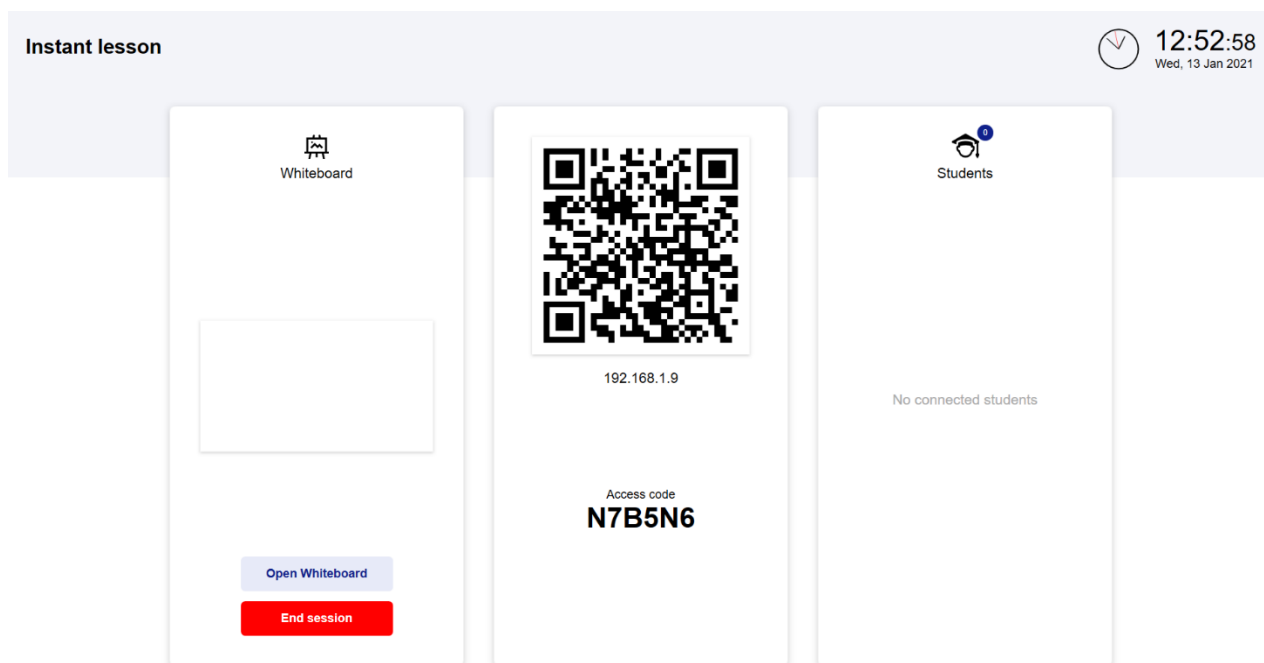 Instant lesson
12:52:58
Wed, 13 Jan 2021
Whiteboard
Open Whiteboard
End session
192.168.1.9
Access code
N7B5N6
0
Students
No connected students